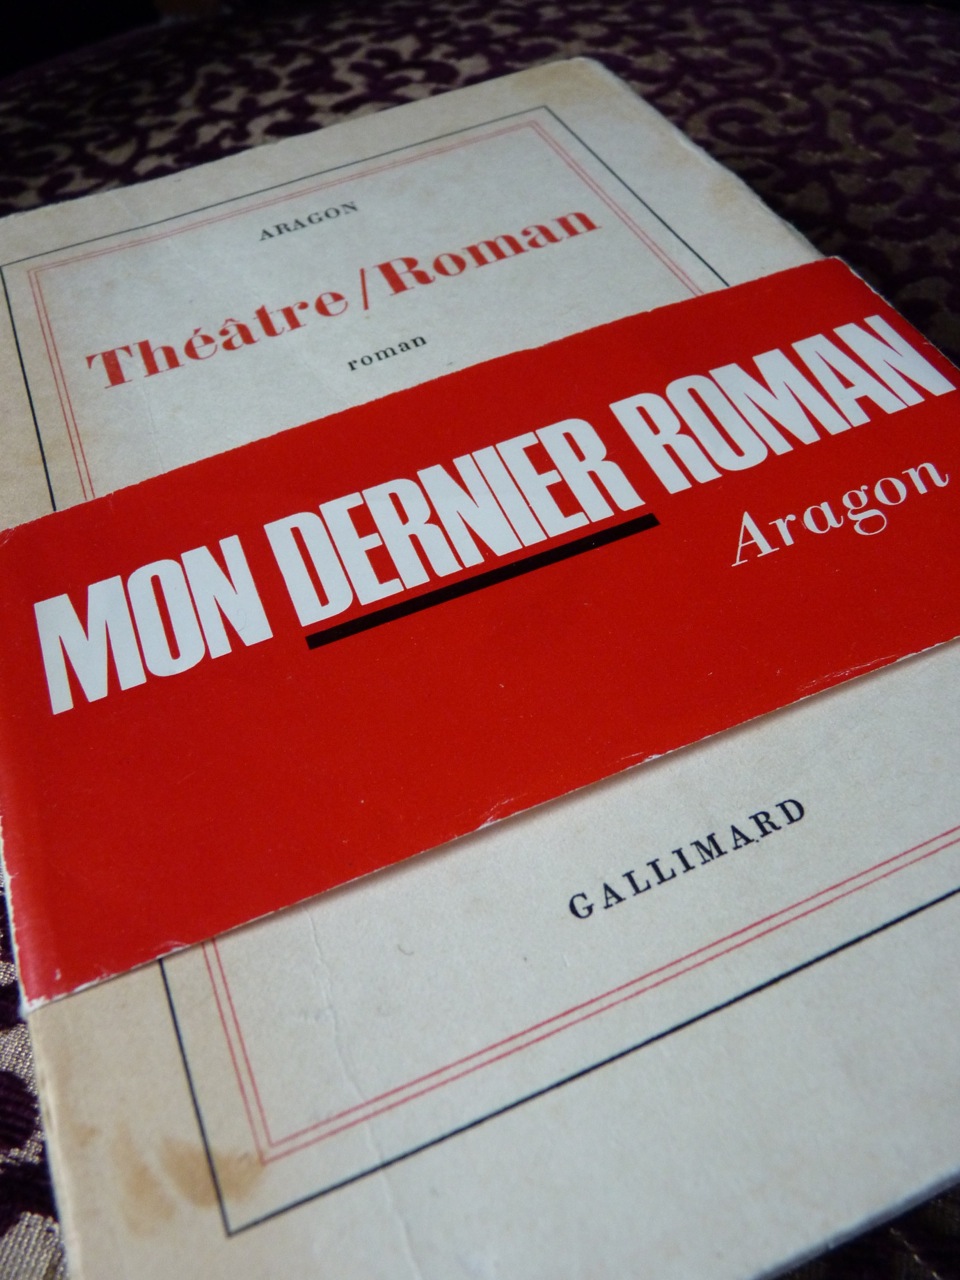 ARAGON
Théâtre/Roman
roman
MON DERNIER ROMAN
Aragon
GALLIMARD